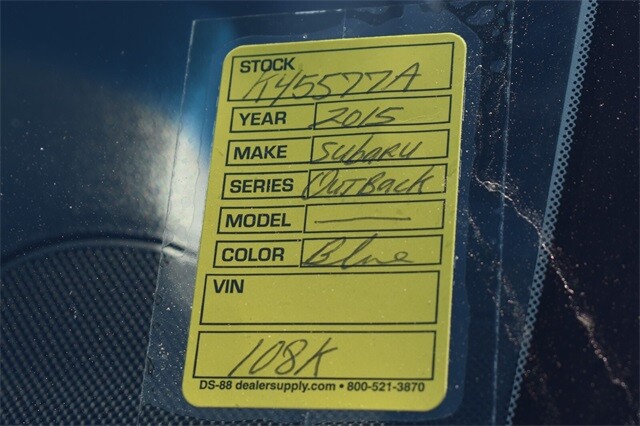 STOCK
K45577A
YEAR 2015
MAKE Subaru
SERIES OutBack
MODEL —
COLOR Blue
VIN
108K
DS-88 dealersupply.com • 800-521-3870